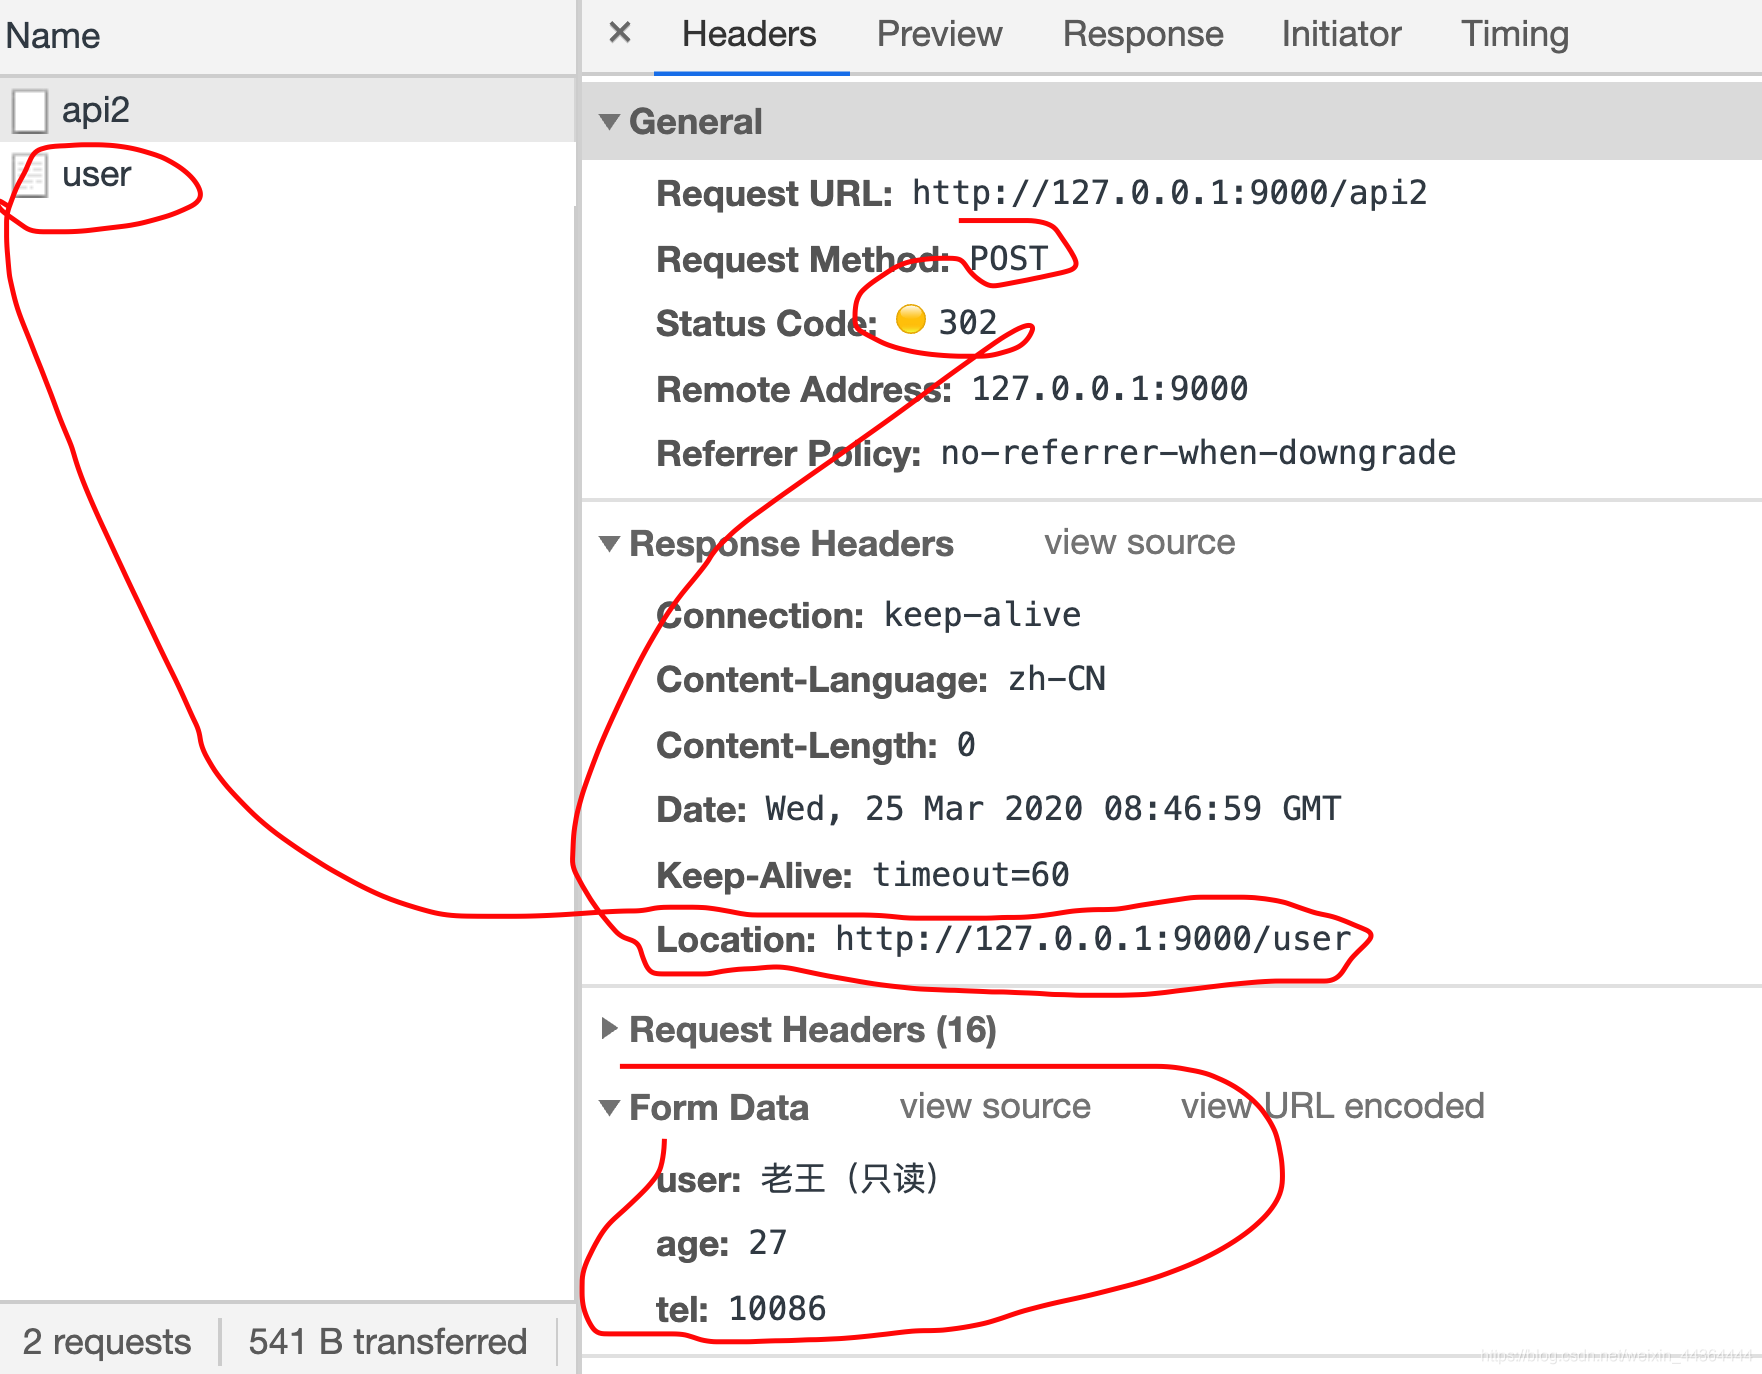 Name
api2
user
2 requests
541 B transferred
Headers
Preview
Response
Initiator
Timing
General
Request URL: http://127.0.0.1:9000/api2
Request Method: POST
Status Code: 302
Remote Address: 127.0.0.1:9000
Referrer Policy: no-referrer-when-downgrade
Response Headers
view source
Connection: keep-alive
Content-Language: zh-CN
Content-Length: 0
Date: Wed, 25 Mar 2020 08:46:59 GMT
Keep-Alive: timeout=60
Location: http://127.0.0.1:9000/user
Request Headers (16)
Form Data
view source
view URL encoded
user: 老王（只读）
age: 27
tel: 10086
https://blog.csdn.net/weixin_44364444